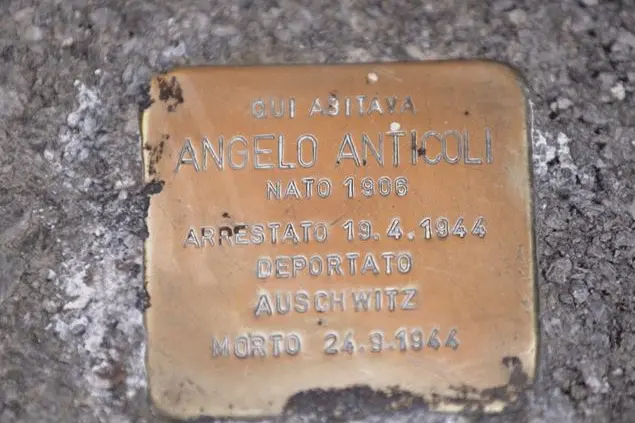 QUI ABITAVA
ANGELO ANTICOLI
NATO 1906
ARRESTATO 19.4.1944
DEPORTATO
AUSCHWITZ
MORTO 24.9.1944